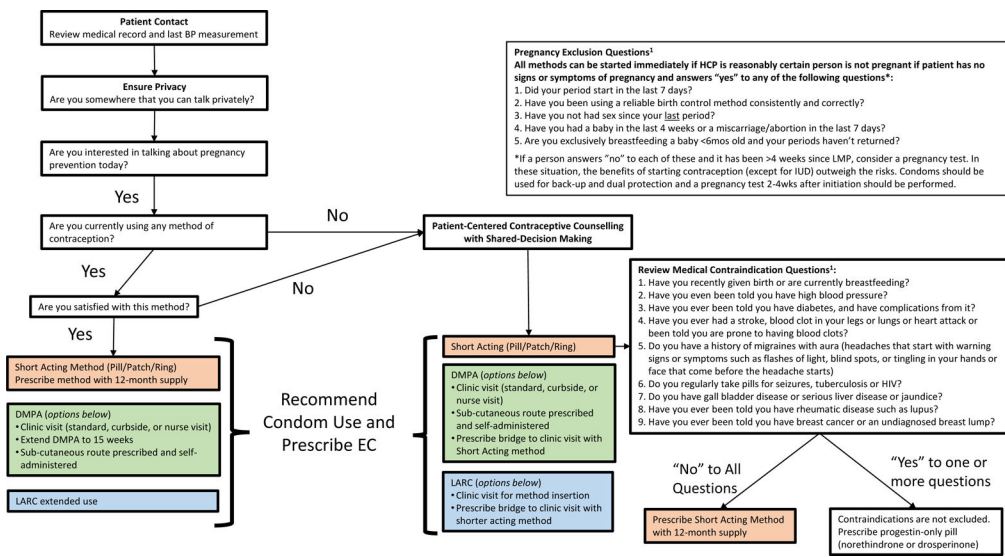 Patient Contact
Review medical record and last BP measurement
Ensure Privacy
Are you somewhere that you can talk privately?
Are you interested in talking about pregnancy
prevention today?
Yes
Are you currently using any method of
contraception?
No
Yes
Are you satisfied with this method?
No
Yes
Patient-Centered Contraceptive Counselling
with Shared-Decision Making
Pregnancy Exclusion Questions¹
All methods can be started immediately if HCP is reasonably certain person is not pregnant if patient has no
signs or symptoms of pregnancy and answers “yes” to any of the following questions*:
1. Did your period start in the last 7 days?
2. Have you been using a reliable birth control method consistently and correctly?
3. Have you not had sex since your last period?
4. Have you had a baby in the last 4 weeks or a miscarriage/abortion in the last 7 days?
5. Are you exclusively breastfeeding a baby <6mos old and your periods haven’t returned?
*If a person answers “no” to each of these and it has been >4 weeks since LMP, consider a pregnancy test. In
these situation, the benefits of starting contraception (except for IUD) outweigh the risks. Condoms should be
used for back-up and dual protection and a pregnancy test 2-4wks after initiation should be performed.
Short Acting Method (Pill/Patch/Ring)
Prescribe method with 12-month supply
DMPA (options below)
• Clinic visit (standard, curbside, or nurse visit)
• Extend DMPA to 15 weeks
• Sub-cutaneous route prescribed and self-
administered
LARC extended use
Recommend
Condom Use and
Prescribe EC
Short Acting (Pill/Patch/Ring)
DMPA (options below)
• Clinic visit (standard, curbside, or
nurse visit)
• Sub-cutaneous route prescribed
and self-administered
• Prescribe bridge to clinic visit with
Short Acting method
LARC (options below)
• Clinic visit for method insertion
• Prescribe bridge to clinic visit with
shorter acting method
Review Medical Contraindication Questions¹:
1. Have you recently given birth or are currently breastfeeding?
2. Have you even been told you have high blood pressure?
3. Have you ever been told you have diabetes, and have complications from it?
4. Have you ever had a stroke, blood clot in your legs or lungs or heart attack or
been told you are prone to having blood clots?
5. Do you have a history of migraines with aura (headaches that start with warning
signs or symptoms such as flashes of light, blind spots, or tingling in your hands or
face that come before the headache starts)
6. Do you regularly take pills for seizures, tuberculosis or HIV?
7. Do you have gall bladder disease or serious liver disease or jaundice?
8. Have you ever been told you have rheumatic disease such as lupus?
9. Have you ever been told you have breast cancer or an undiagnosed breast lump?
“No” to All
Questions
“Yes” to one or
more questions
Prescribe Short Acting Method
with 12-month supply
Contraindications are not excluded.
Prescribe progestin-only pill
(norethindrone or drosperinone)